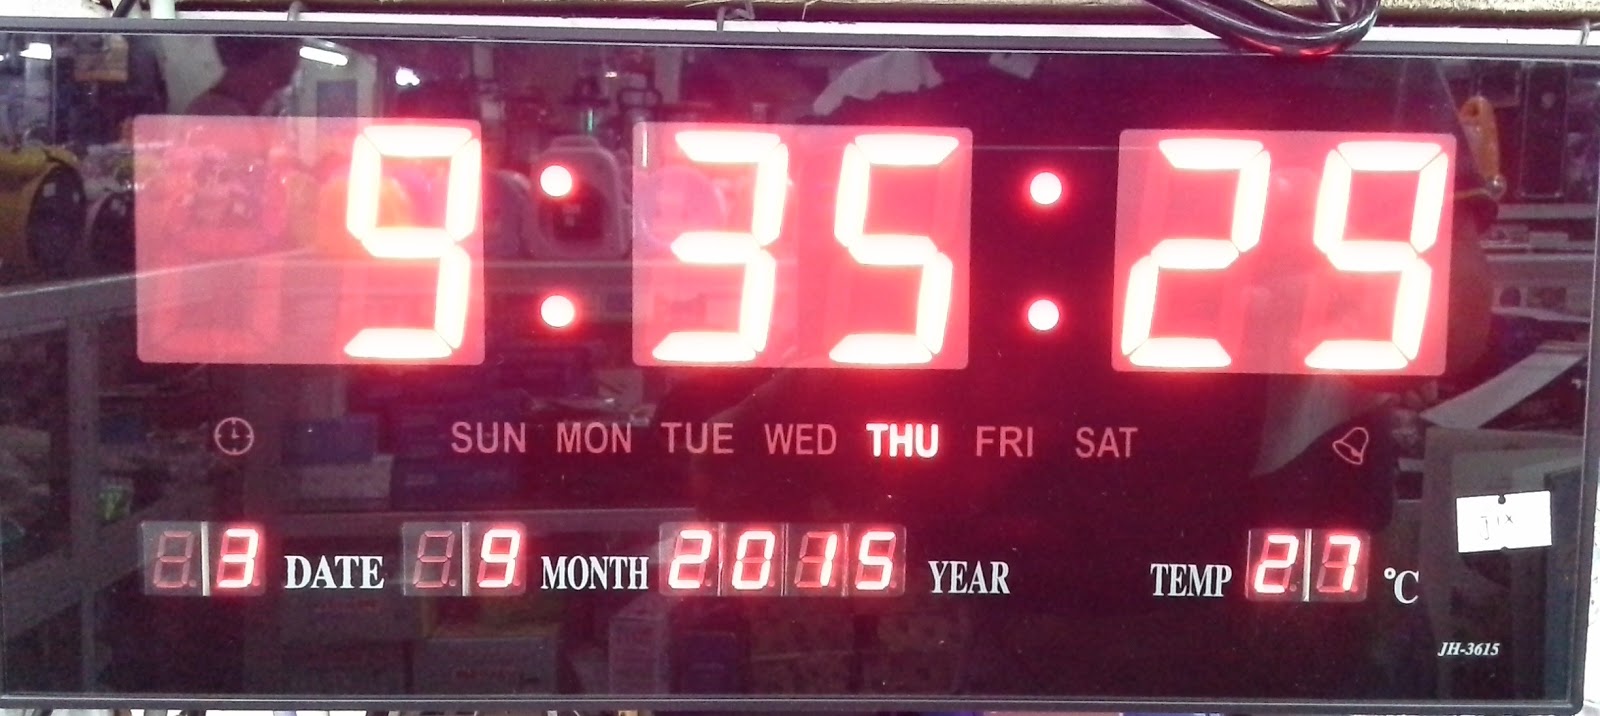 9:35:29
SUN MON TUE WED THU FRI SAT
3 DATE 9 MONTH 2015 YEAR TEMP 27 °C
JH-3615